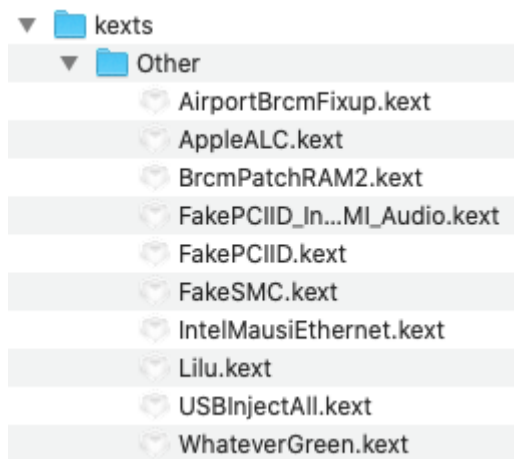 kexts
Other
AirportBrcmFixup.kext
AppleALC.kext
BrcmPatchRAM2.kext
FakePCIID_In...MI_Audio.kext
FakePCIID.kext
FakeSMC.kext
IntelMausiEthernet.kext
Lilu.kext
USBInjectAll.kext
WhateverGreen.kext